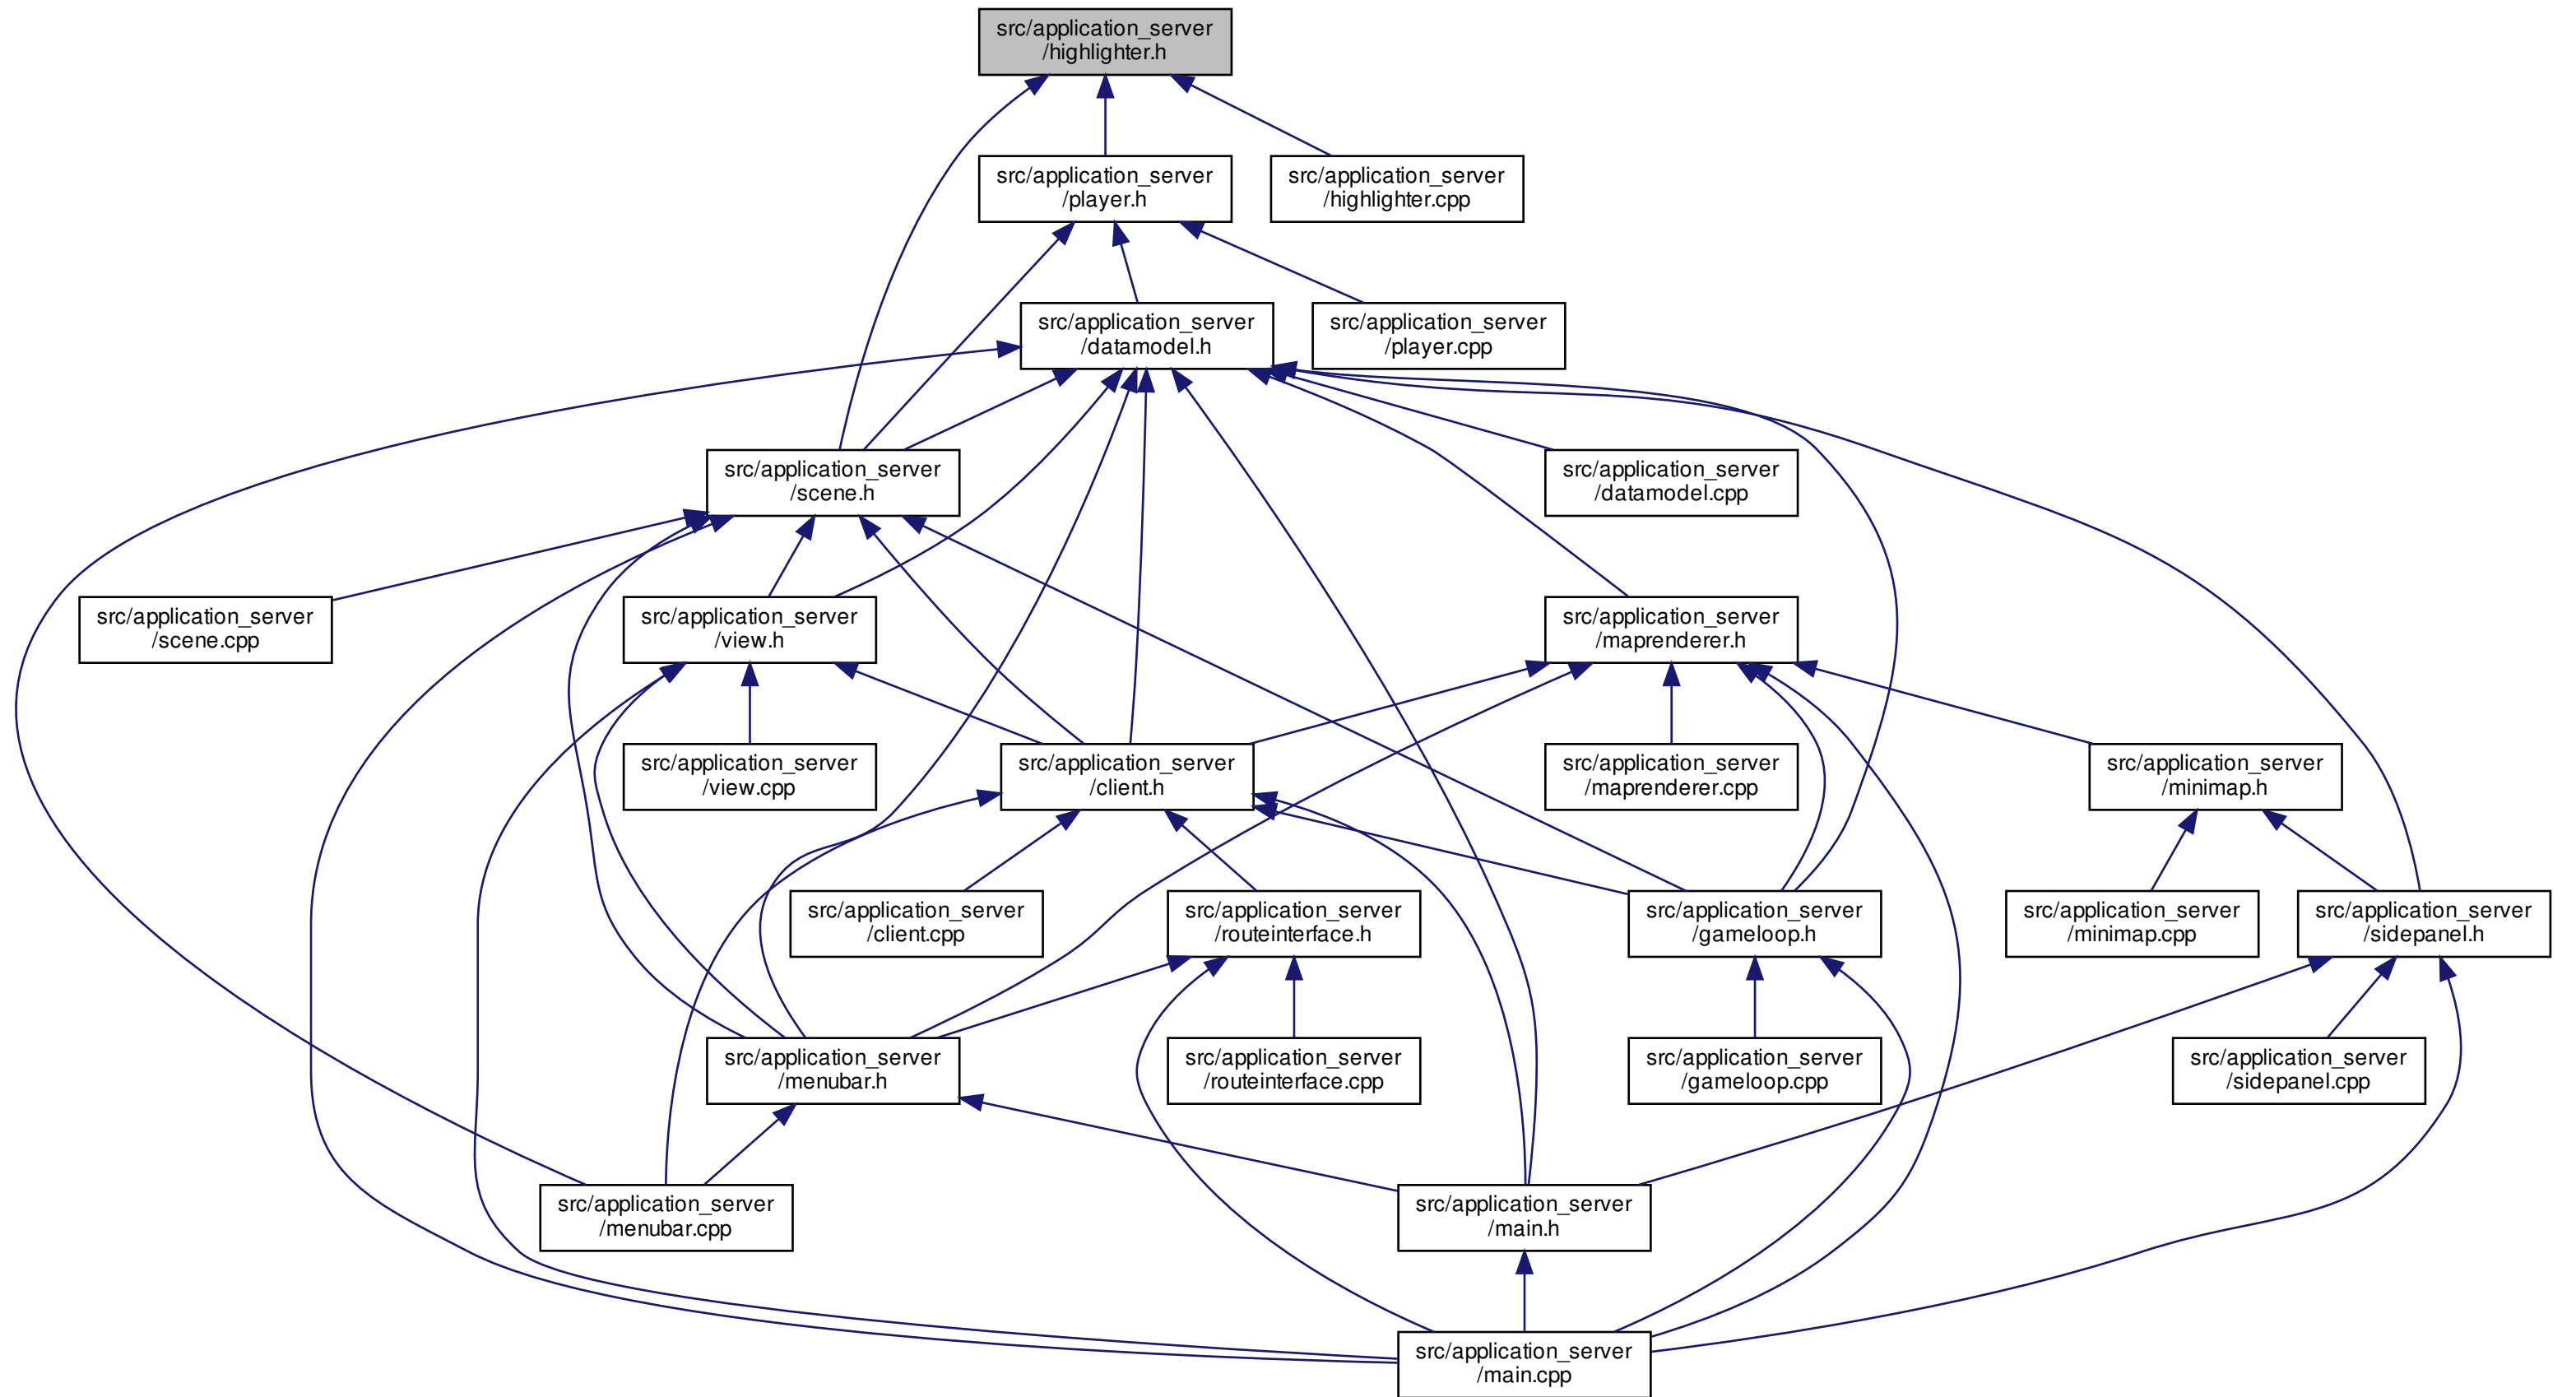 src/application_server
/highlighter.h
src/application_server
/player.h
src/application_server
/highlighter.cpp
src/application_server
/datamodel.h
src/application_server
/player.cpp
src/application_server
/scene.h
src/application_server
/datamodel.cpp
src/application_server
/scene.cpp
src/application_server
/view.h
src/application_server
/maprenderer.h
src/application_server
/view.cpp
src/application_server
/client.h
src/application_server
/maprenderer.cpp
src/application_server
/minimap.h
src/application_server
/client.cpp
src/application_server
/routeinterface.h
src/application_server
/gameloop.h
src/application_server
/minimap.cpp
src/application_server
/sidepanel.h
src/application_server
/menubar.h
src/application_server
/routeinterface.cpp
src/application_server
/gameloop.cpp
src/application_server
/sidepanel.cpp
src/application_server
/menubar.cpp
src/application_server
/main.h
src/application_server
/main.cpp